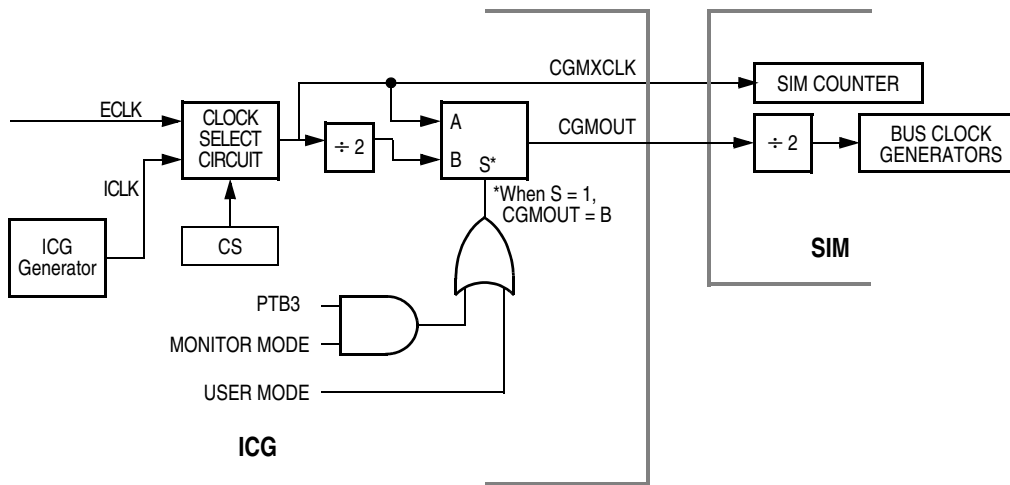 CGMXCLK
SIM COUNTER
ECLK
CLOCK
SELECT
CIRCUIT
÷ 2
A
B
S*
CGMOUT
÷ 2
BUS CLOCK
GENERATORS
ICLK
*When S = 1,
CGMOUT = B
ICG
Generator
CS
SIM
PTB3
MONITOR MODE
USER MODE
ICG